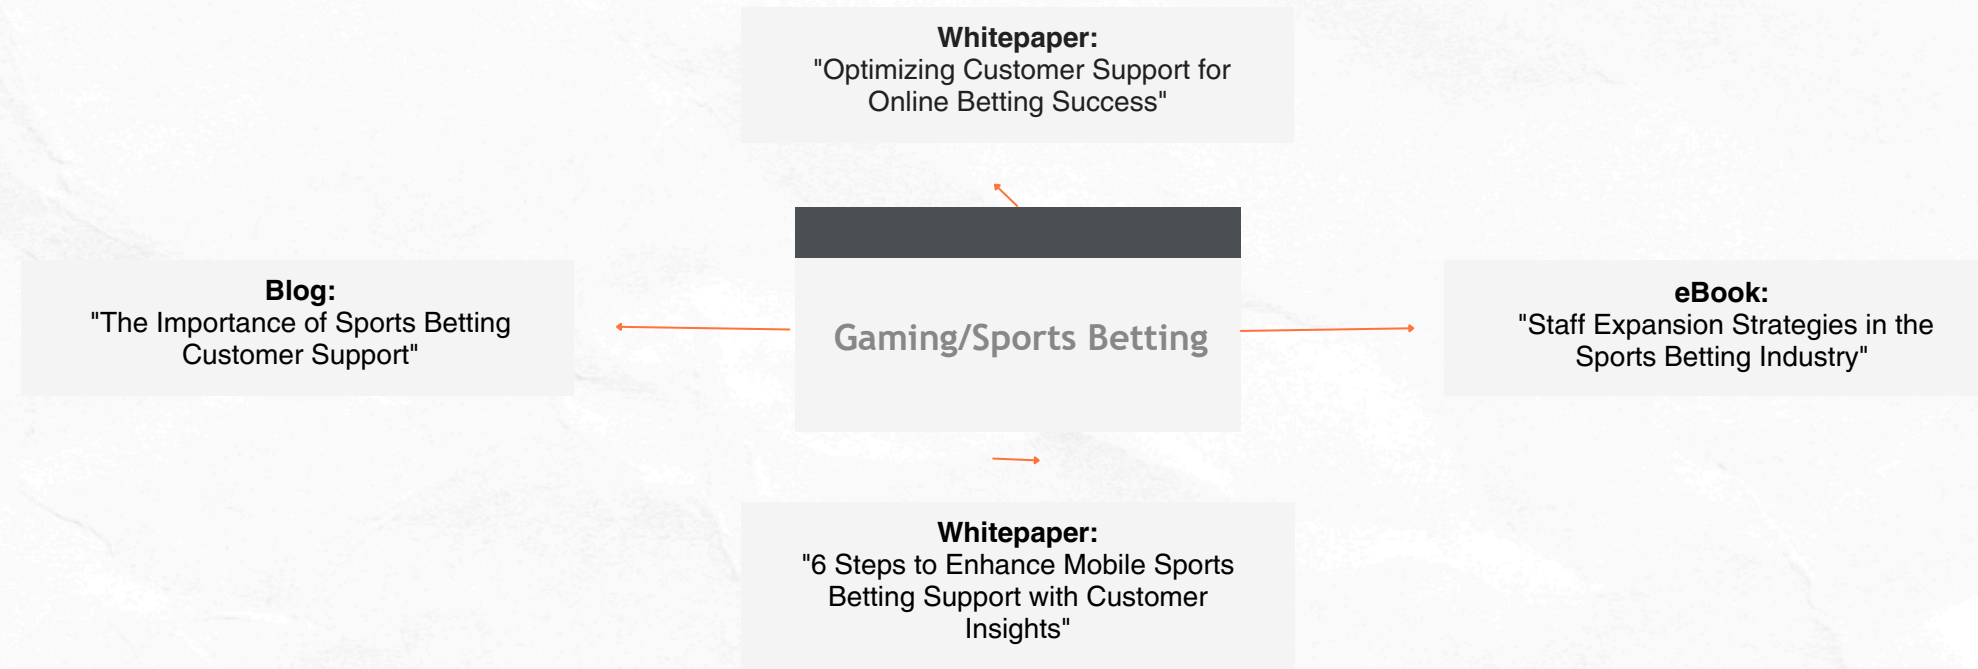 Whitepaper:
"Optimizing Customer Support for
Online Betting Success"
Blog:
"The Importance of Sports Betting
Customer Support"
Gaming/Sports Betting
eBook:
"Staff Expansion Strategies in the
Sports Betting Industry"
Whitepaper:
"6 Steps to Enhance Mobile Sports
Betting Support with Customer
Insights"